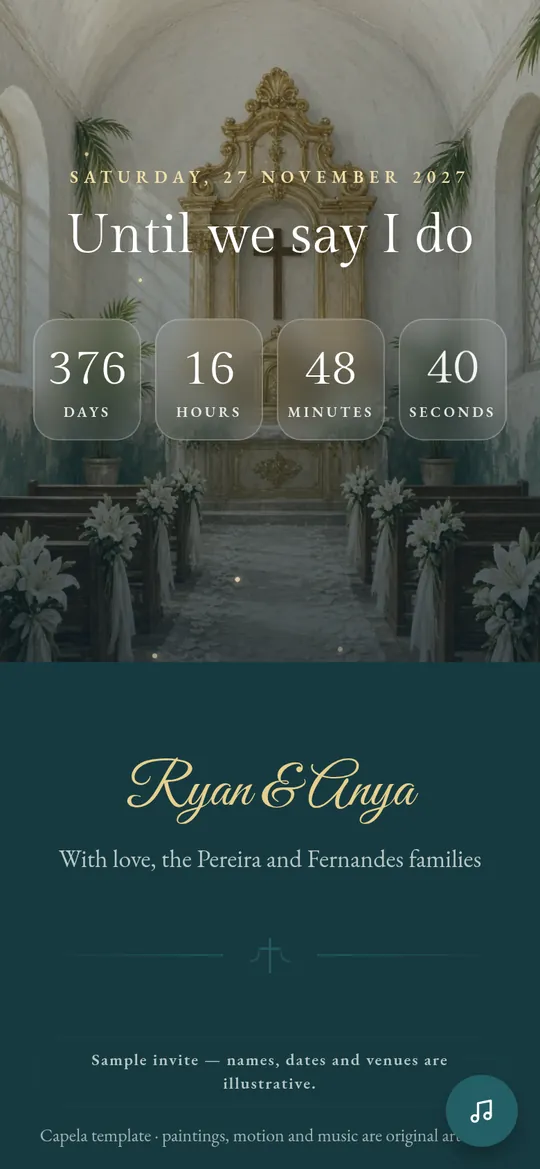 SATURDAY, 27 NOVEMBER 2027
Until we say I do
376 16 48 40
DAYS HOURS MINUTES SECONDS
Ryan & Anya
With love, the Pereira and Fernandes families
Sample invite — names, dates and venues are
illustrative.
Capela template · paintings, motion and music are original